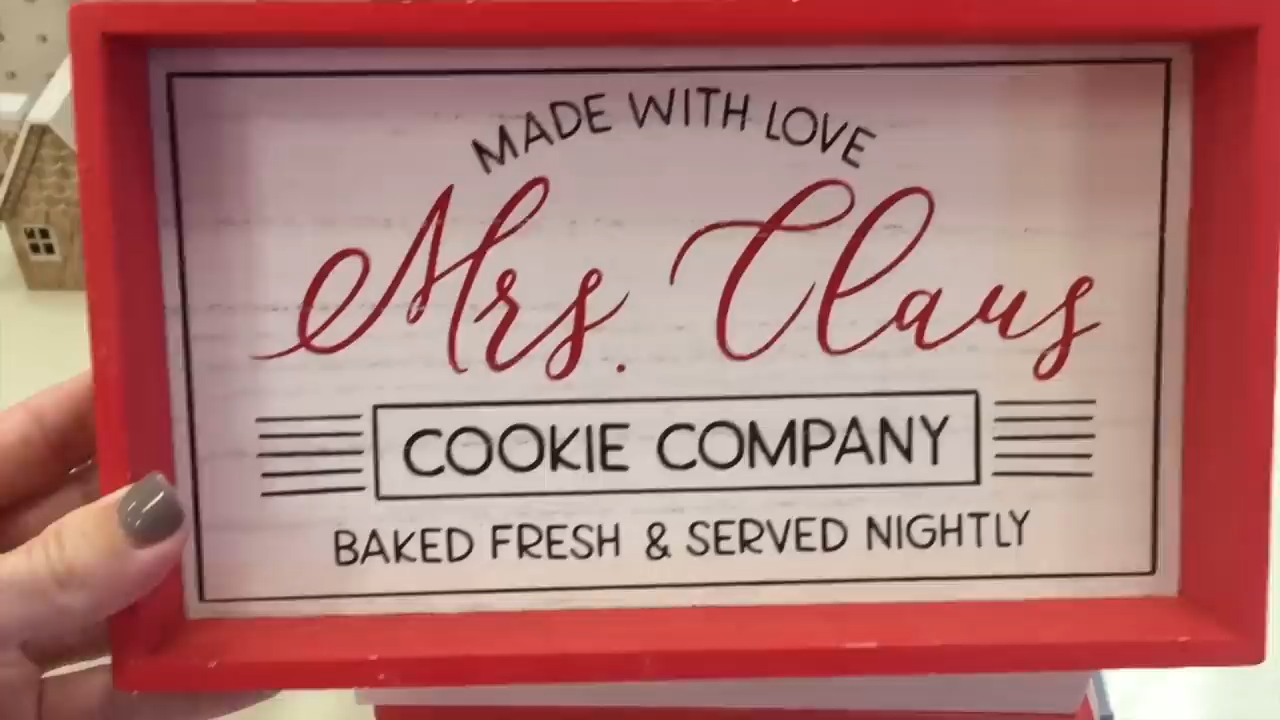 MADE WITH LOVE
Mrs. Claus
COOKIE COMPANY
BAKED FRESH & SERVED NIGHTLY